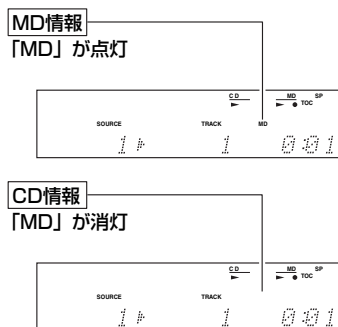 MD情報
「MD」が点灯
CD MD SP
TOC
SOURCE TRACK MD
1 1 0:01
CD情報
「MD」が消灯
CD MD SP
TOC
SOURCE TRACK
1 1 0:01